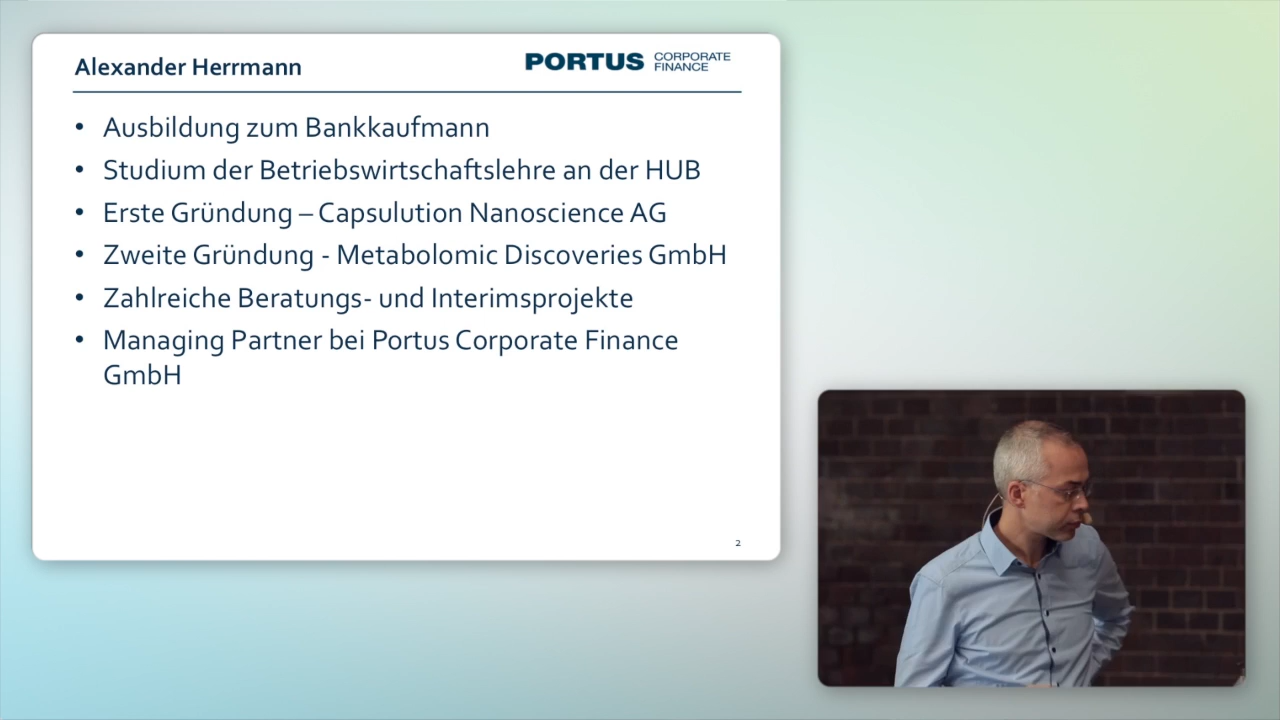 Alexander Herrmann
PORTUS CORPORATE
FINANCE
• Ausbildung zum Bankkaufmann
• Studium der Betriebswirtschaftslehre an der HUB
• Erste Gründung – Capsulution Nanoscience AG
• Zweite Gründung - Metabolomic Discoveries GmbH
• Zahlreiche Beratungs- und Interimsprojekte
• Managing Partner bei Portus Corporate Finance
GmbH
2